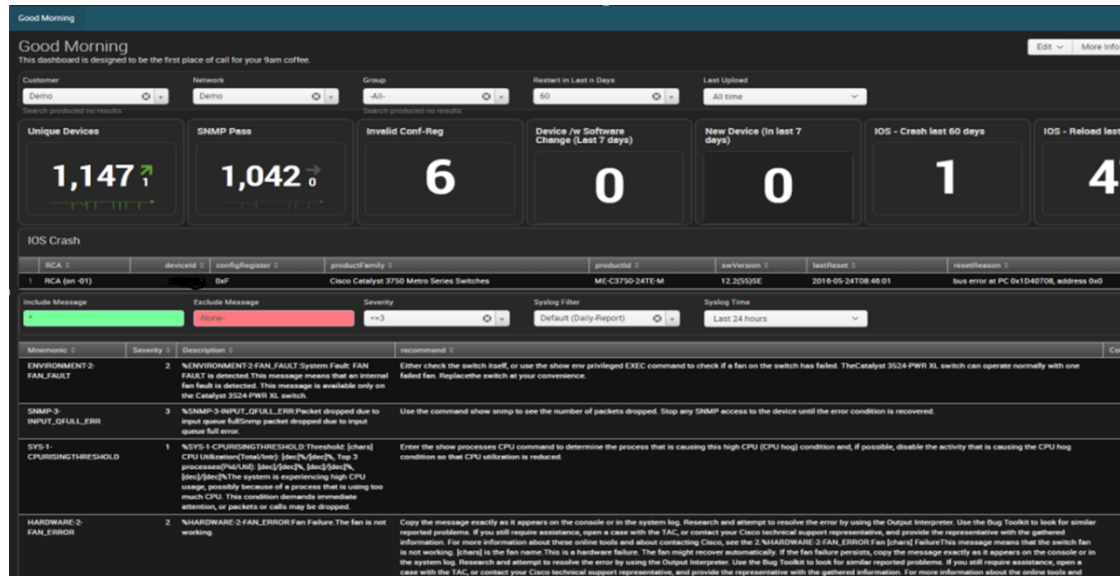 Good Morning
Good Morning
This dashboard is designed to be the first place of call for your 9am coffee.
Edit More Info
Customer Network Group Restart in Last n Days Last Upload
Demo Demo -All- 60 All time
Search produced no results. Search produced no results.
Unique Devices SNMP Pass Invalid Conf-Reg Device /w Software Change (Last 7 days) New Device (In last 7 days) IOS - Crash last 60 days IOS - Reload last
1,147 1 1,042 0 6 0 0 1 4
IOS Crash
RCA deviceId configRegister productFamily productId swVersion lastReset resetReason
1 RCA (on -01) 0xF Cisco Catalyst 3750 Metro Series Switches ME-C3750-24TE-M 12.2(55)SE 2016-05-24T08:46:01 bus error at PC 0x1D40708, address 0x0
Include Message Exclude Message Severity Syslog Filter Syslog Time
* -None- <=3 Default (Daily-Report) Last 24 hours
Mnemonic Severity Description recommend Co
ENVIRONMENT-2-
FAN_FAULT
2
%ENVIRONMENT-2-FAN_FAULT:System Fault: FAN
FAULT is detected.This message means that an internal
fan fault is detected. This message is available only on
the Catalyst 3524-PWR XL switch.
Either check the switch itself, or use the show env privileged EXEC command to check if a fan on the switch has failed. TheCatalyst 3524-PWR XL switch can operate normally with one
failed fan. Replacethe switch at your convenience.
SNMP-3-
INPUT_QFULL_ERR
3
%SNMP-3-INPUT_QFULL_ERR:Packet dropped due to
input queue fullSnmp packet dropped due to input
queue full error.
Use the command show snmp to see the number of packets dropped. Stop any SNMP access to the device until the error condition is recovered.
SYS-1-
CPURISINGTHRESHOLD
1
%SYS-1-CPURISINGTHRESHOLD:Threshold: [chars]
CPU Utilization(Total/Intr): [dec]%/[dec]%, Top 3
processes(Pid/Util): [dec]/[dec]%, [dec]/[dec]%,
[dec]/[dec]%The system is experiencing high CPU
usage, possibly because of a process that is using too
much CPU. This condition demands immediate
attention, or packets or calls may be dropped.
Enter the show processes CPU command to determine the process that is causing this high CPU (CPU hog) condition and, if possible, disable the activity that is causing the CPU hog
condition so that CPU utilization is reduced.
HARDWARE-2-
FAN_ERROR
2
%HARDWARE-2-FAN_ERROR:Fan Failure.The fan is not
working.
Copy the message exactly as it appears on the console or in the system log. Research and attempt to resolve the error by using the Output Interpreter. Use the Bug Toolkit to look for similar
reported problems. If you still require assistance, open a case with the TAC, or contact your Cisco technical support representative, and provide the representative with the gathered
information. For more information about these online tools and about contacting Cisco, see the 2.%HARDWARE-2-FAN_ERROR:Fan [chars] FailureThis message means that the switch fan
is not working. [chars] is the fan name.This is a hardware failure. The fan might recover automatically. If the fan failure persists, copy the message exactly as it appears on the console or in
the system log. Research and attempt to resolve the error by using the Output Interpreter. Use the Bug Toolkit to look for similar reported problems. If you still require assistance, open a
case with the TAC, or contact your Cisco technical support representative, and provide the representative with the gathered information. For more information about the online tools and